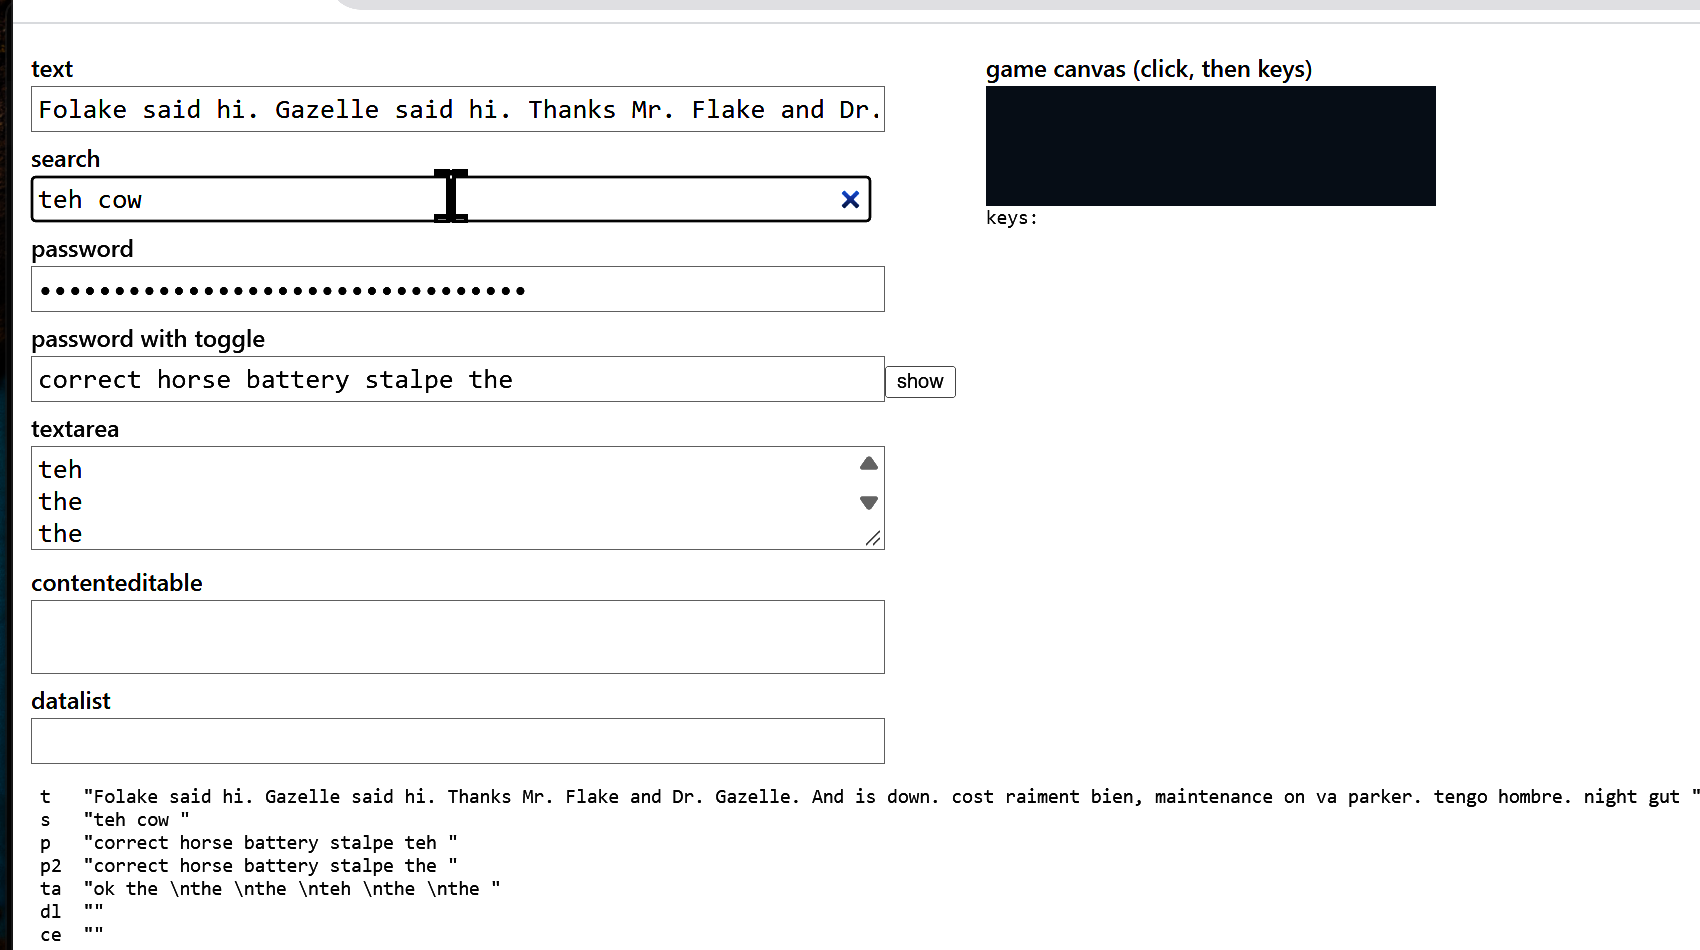 text
Folake said hi. Gazelle said hi. Thanks Mr. Flake and Dr.
search
teh cow
password
••••••••••••••••••••••••••••••••• 
password with toggle
correct horse battery stalpe the
show
textarea
teh
the
the
contenteditable
datalist
game canvas (click, then keys)
keys:
t "Folake said hi. Gazelle said hi. Thanks Mr. Flake and Dr. Gazelle. And is down. cost raiment bien, maintenance on va parker. tengo hombre. night gut "
s "teh cow "
p "correct horse battery stalpe teh "
p2 "correct horse battery stalpe the "
ta "ok the \nthe \nthe \nteh \nthe \nthe "
dl ""
ce ""